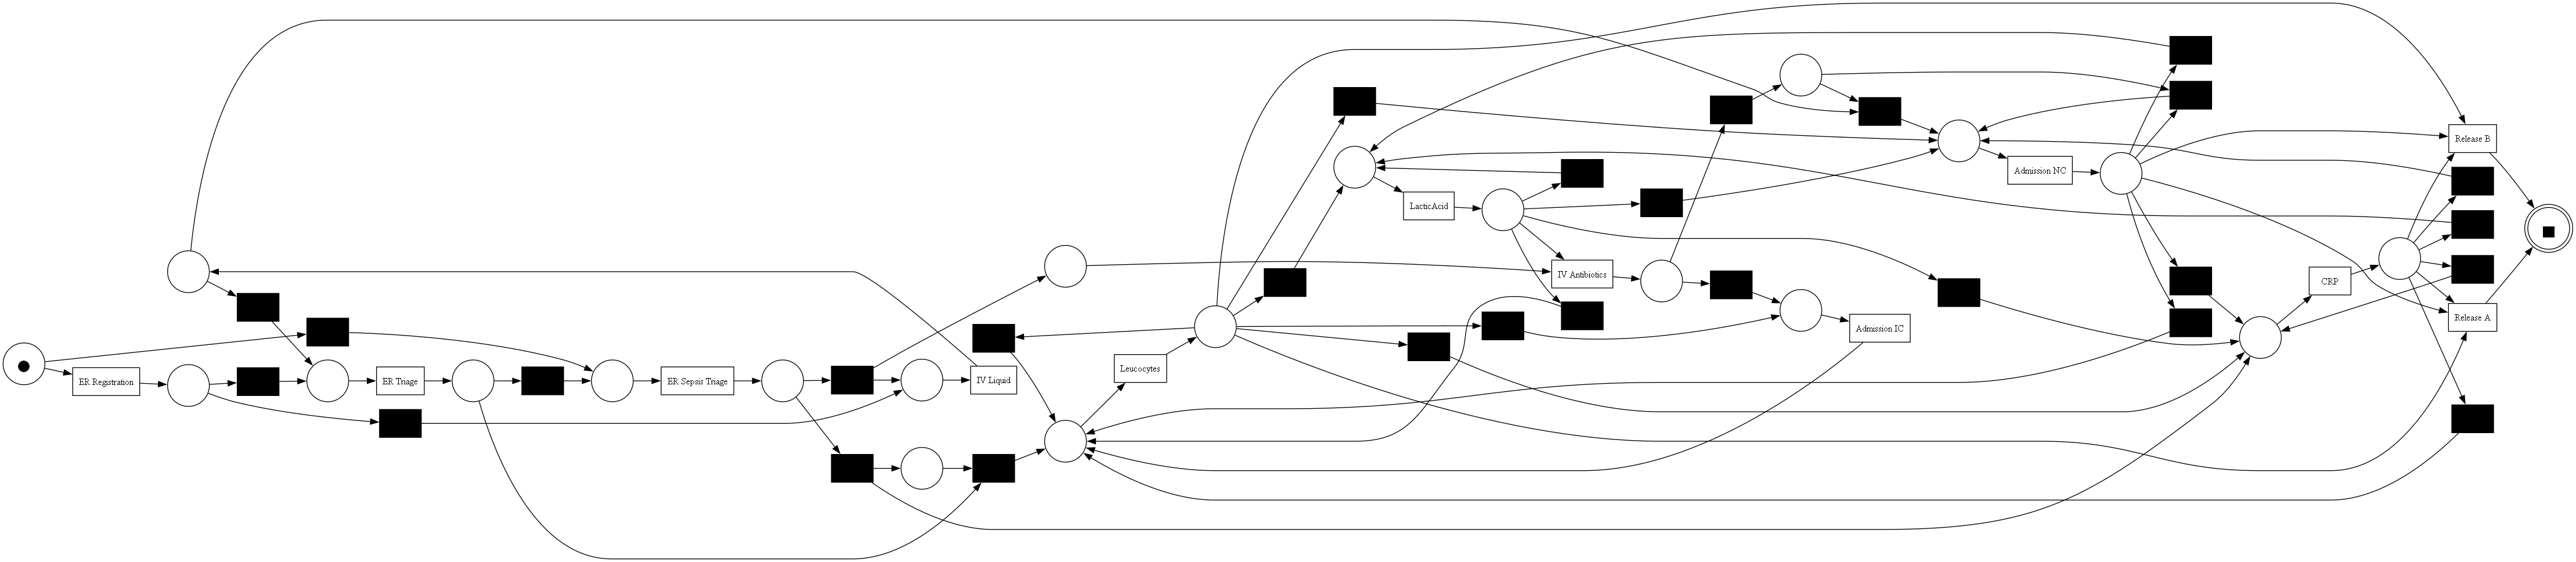 ER Registration
ER Triage
ER Sepsis Triage
IV Liquid
Leucocytes
LacticAcid
IV Antibiotics
Admission IC
Admission NC
CRP
Release B
Release A